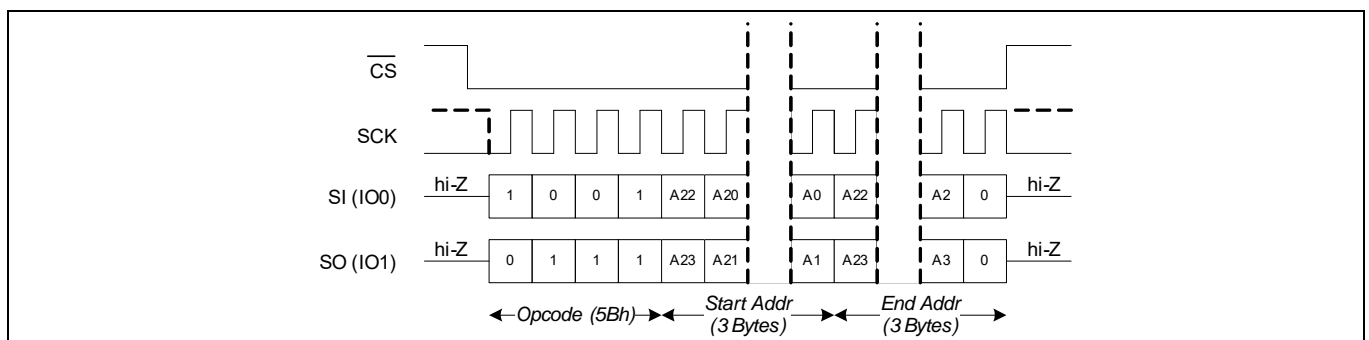 CS
SCK
SI (IO0) hi-Z 1 0 0 1 A22 A20 A0 A22 A2 0 hi-Z
SO (IO1) hi-Z 0 1 1 1 A23 A21 A1 A23 A3 0 hi-Z
Opcode (5Bh) Start Addr End Addr
(3 Bytes) (3 Bytes)